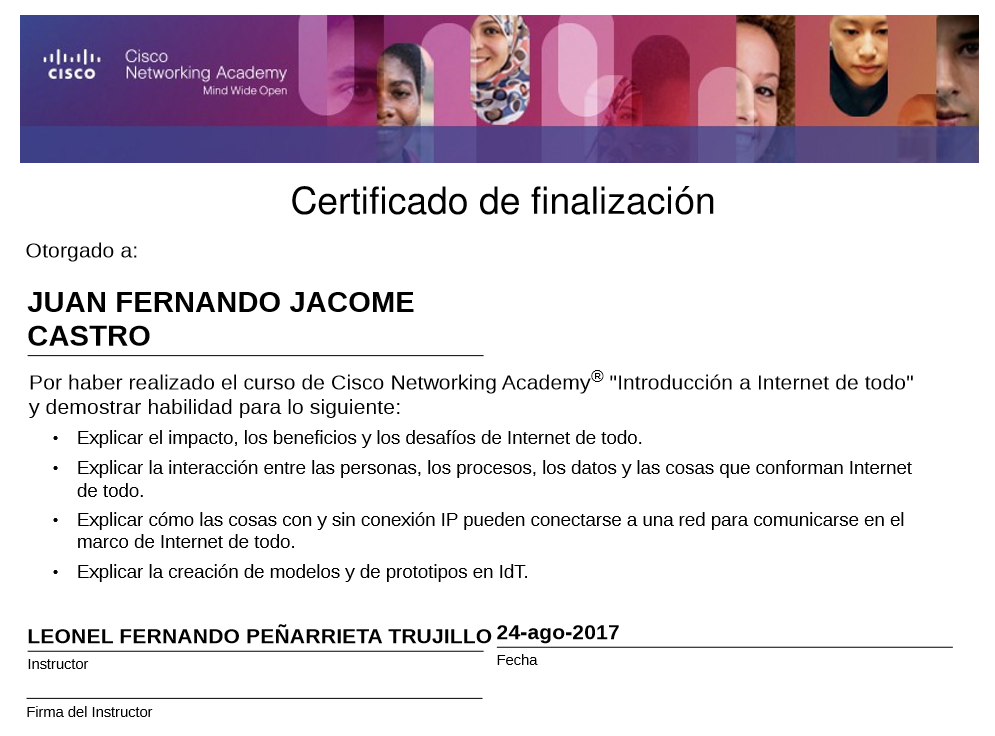 CISCO
Cisco
Networking Academy
Mind Wide Open
Certificado de finalización
Otorgado a:
JUAN FERNANDO JACOME
CASTRO
Por haber realizado el curso de Cisco Networking Academy® "Introducción a Internet de todo"
y demostrar habilidad para lo siguiente:
• Explicar el impacto, los beneficios y los desafíos de Internet de todo.
• Explicar la interacción entre las personas, los procesos, los datos y las cosas que conforman Internet
de todo.
• Explicar cómo las cosas con y sin conexión IP pueden conectarse a una red para comunicarse en el
marco de Internet de todo.
• Explicar la creación de modelos y de prototipos en IdT.
LEONEL FERNANDO PEÑARRIETA TRUJILLO
Instructor
24-ago-2017
Fecha
Firma del Instructor